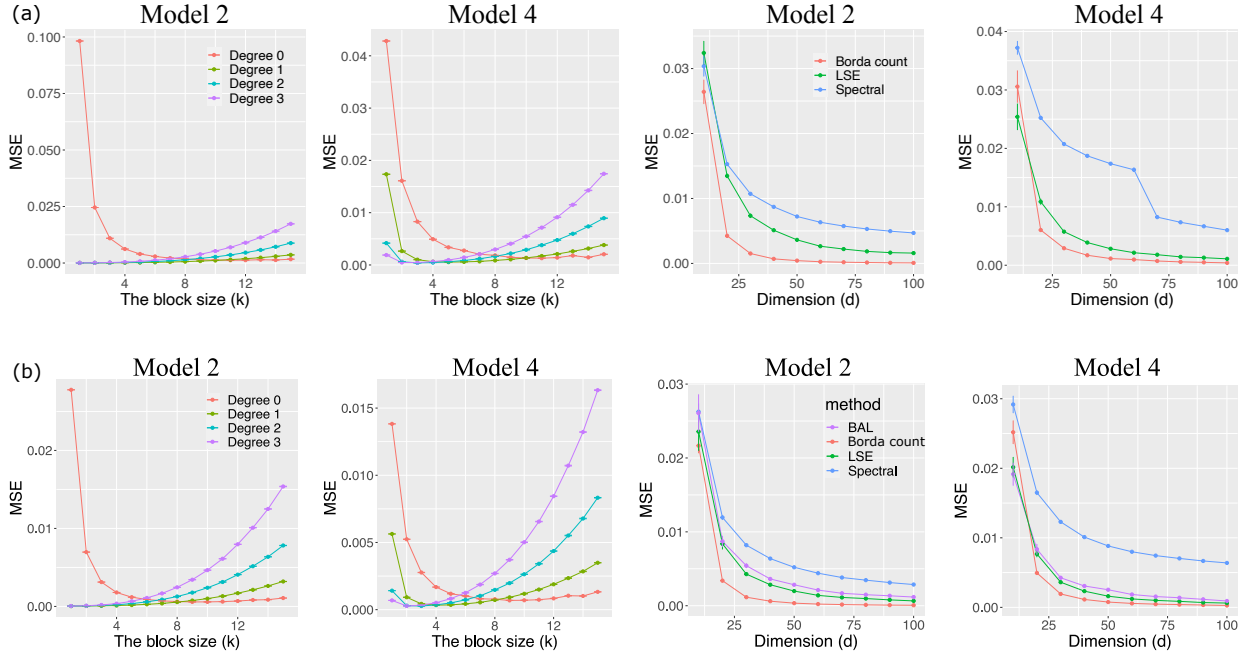 (a)
Model 2
MSE
0.100
0.075
0.050
0.025
0.000
4
8
12
The block size (k)
Degree 0
Degree 1
Degree 2
Degree 3
Model 4
MSE
0.04
0.03
0.02
0.01
0.00
4
8
12
The block size (k)
Model 2
MSE
0.03
0.02
0.01
0.00
25
50
75
100
Dimension (d)
Borda count
LSE
Spectral
Model 4
MSE
0.04
0.03
0.02
0.01
0.00
25
50
75
100
Dimension (d)
(b)
Model 2
MSE
0.02
0.01
0.00
4
8
12
The block size (k)
Degree 0
Degree 1
Degree 2
Degree 3
Model 4
MSE
0.015
0.010
0.005
0.000
4
8
12
The block size (k)
Model 2
MSE
0.03
0.02
0.01
0.00
25
50
75
100
Dimension (d)
method
BAL
Borda count
LSE
Spectral
Model 4
MSE
0.03
0.02
0.01
0.00
25
50
75
100
Dimension (d)